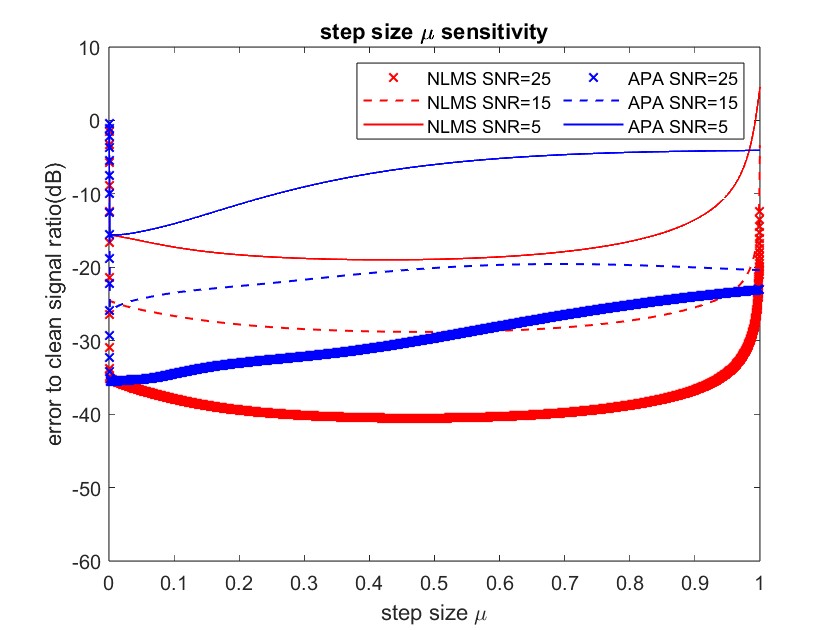 step size μ sensitivity
NLMS SNR=25 APA SNR=25
NLMS SNR=15 APA SNR=15
NLMS SNR=5 APA SNR=5
error to clean signal ratio(dB)
10
0
-10
-20
-30
-40
-50
-60
0 0.1 0.2 0.3 0.4 0.5 0.6 0.7 0.8 0.9 1
step size μ